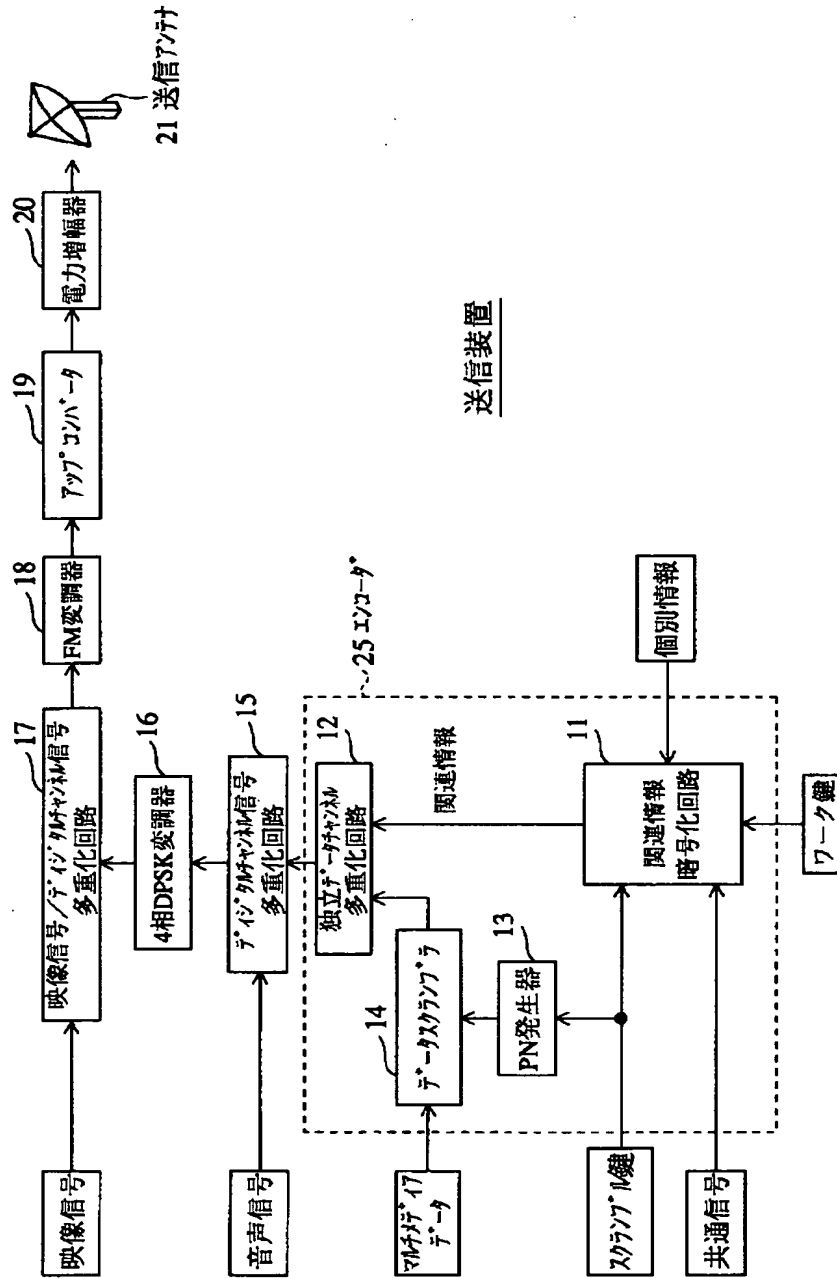 映像信号
17
映像信号/ディジタルチャンネル信号
多重化回路
18
FM変調器
19
アップコンバータ
20
電力増幅器
21 送信アンテナ
16
4相DPSK変調器
音声信号
15
ディジタルチャンネル信号
多重化回路
25 エンコーダ
12
独立データチャンネル
多重化回路
関連情報
マルチメディア
データ
14
データスクランブラ
13
PN発生器
スクランブル鍵
共通信号
11
関連情報
暗号化回路
個別情報
ワーク鍵
送信装置